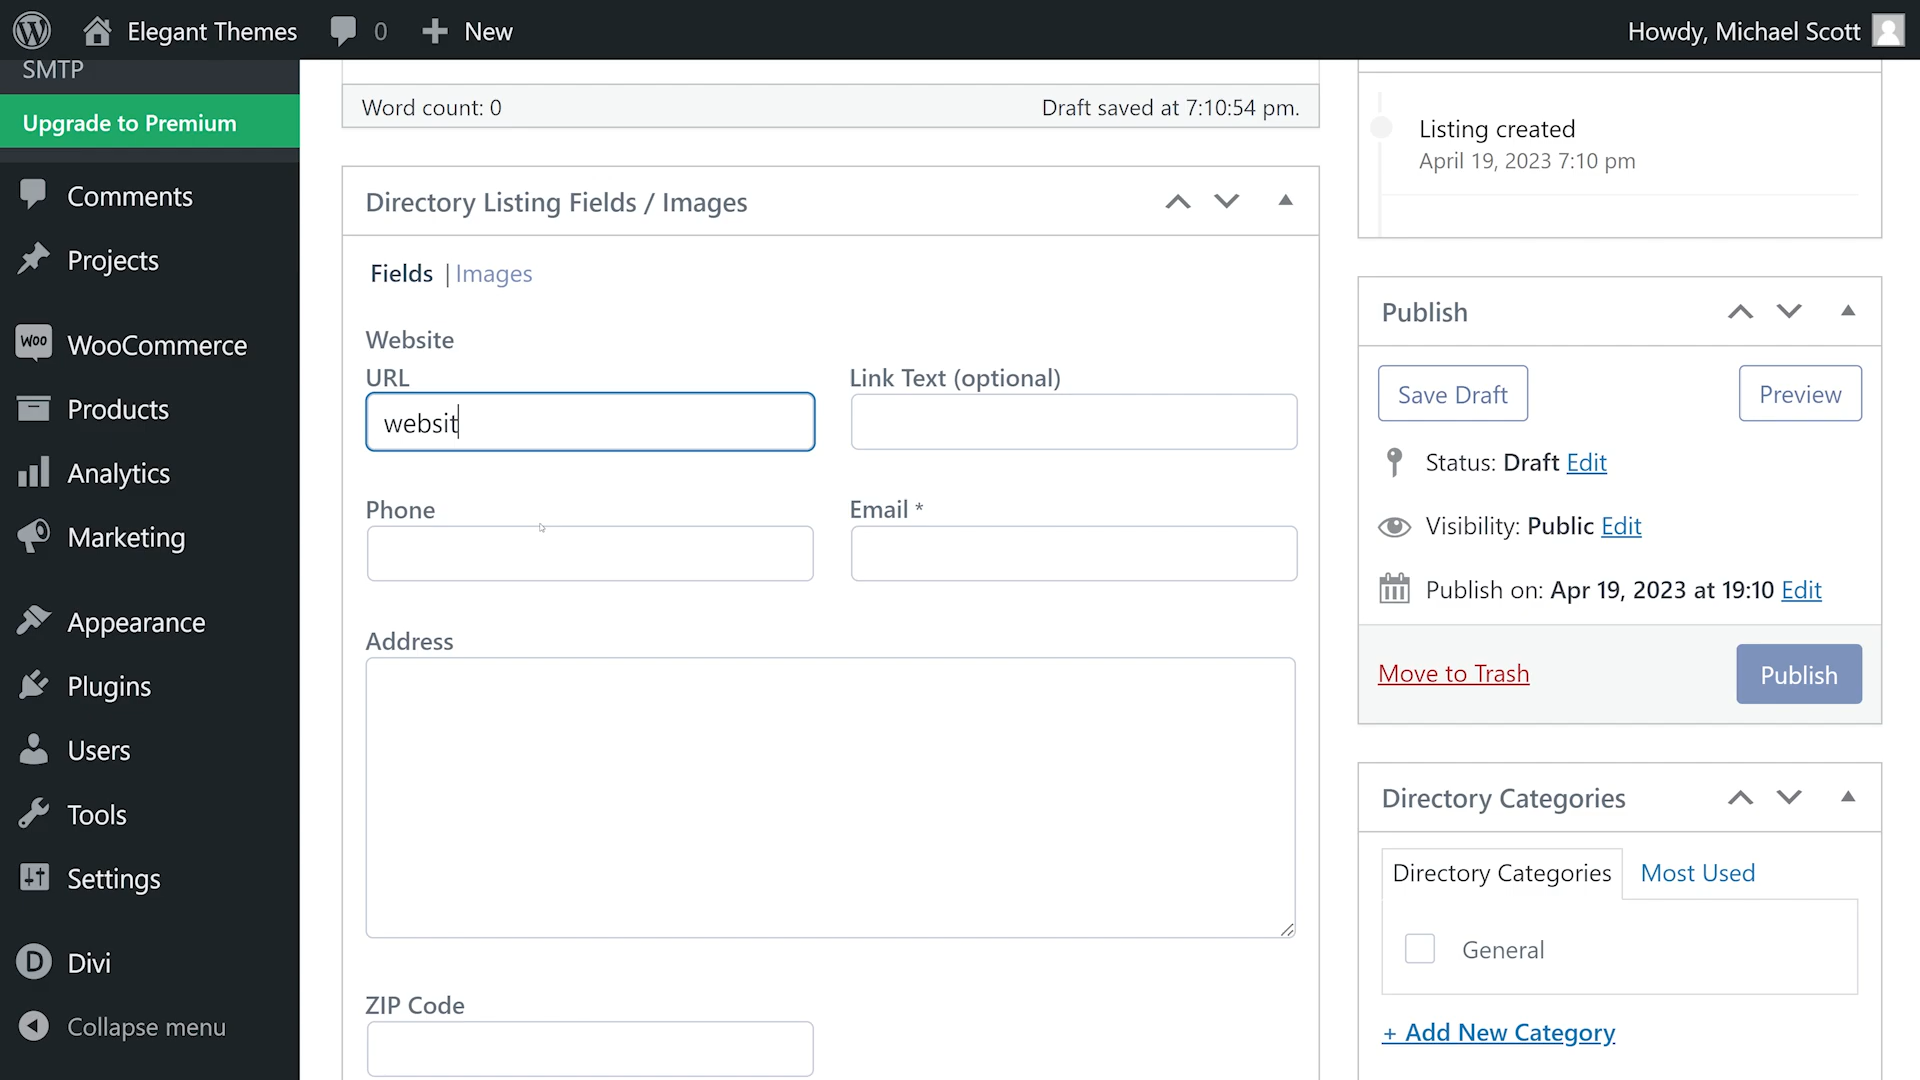 Elegant Themes
0
New
Howdy, Michael Scott
SMTP
Upgrade to Premium
Comments
Projects
Woo
WooCommerce
Products
Analytics
Marketing
Appearance
Plugins
Users
Tools
Settings
D
Divi
Collapse menu
Word count: 0
Draft saved at 7:10:54 pm.
Directory Listing Fields / Images
Fields | Images
Website
URL
Link Text (optional)
websit
Phone
Email *
Address
ZIP Code
Listing created
April 19, 2023 7:10 pm
Publish
Save Draft
Preview
Status: Draft Edit
Visibility: Public Edit
Publish on: Apr 19, 2023 at 19:10 Edit
Move to Trash
Publish
Directory Categories
Directory Categories
Most Used
General
+ Add New Category